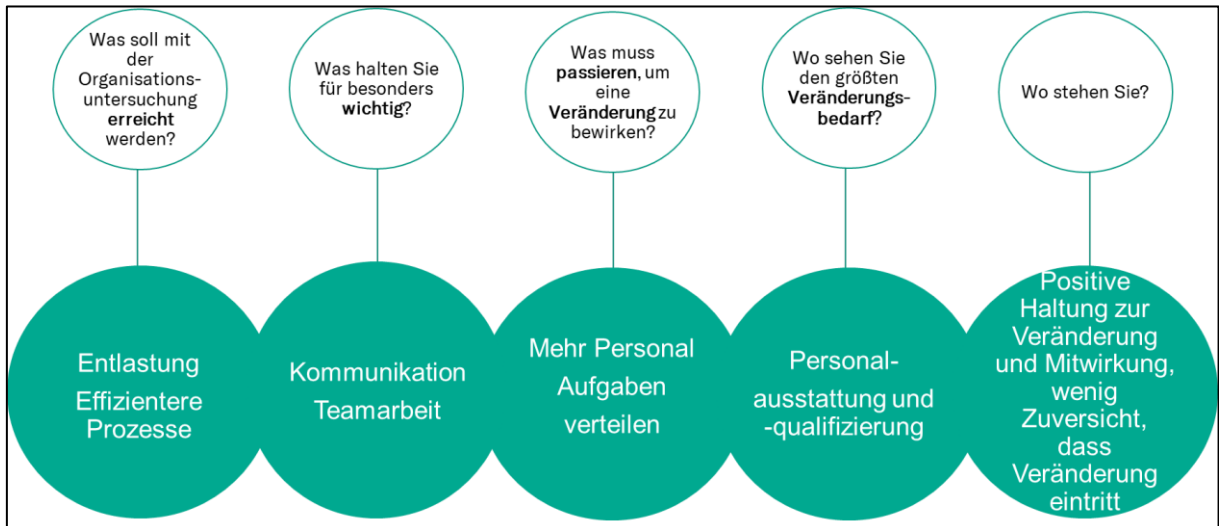 Was soll mit
der
Organisations-
untersuchung
erreicht
werden?
Was halten Sie
für besonders
wichtig?
Was muss
passieren, um
eine
Veränderung zu
bewirken?
Wo sehen Sie
den größten
Veränderungs-
bedarf?
Wo stehen Sie?
Entlastung
Effizientere
Prozesse
Kommunikation
Teamarbeit
Mehr Personal
Aufgaben
verteilen
Personal-
ausstattung und
-qualifizierung
Positive
Haltung zur
Veränderung
und Mitwirkung,
wenig
Zuversicht,
dass
Veränderung
eintritt